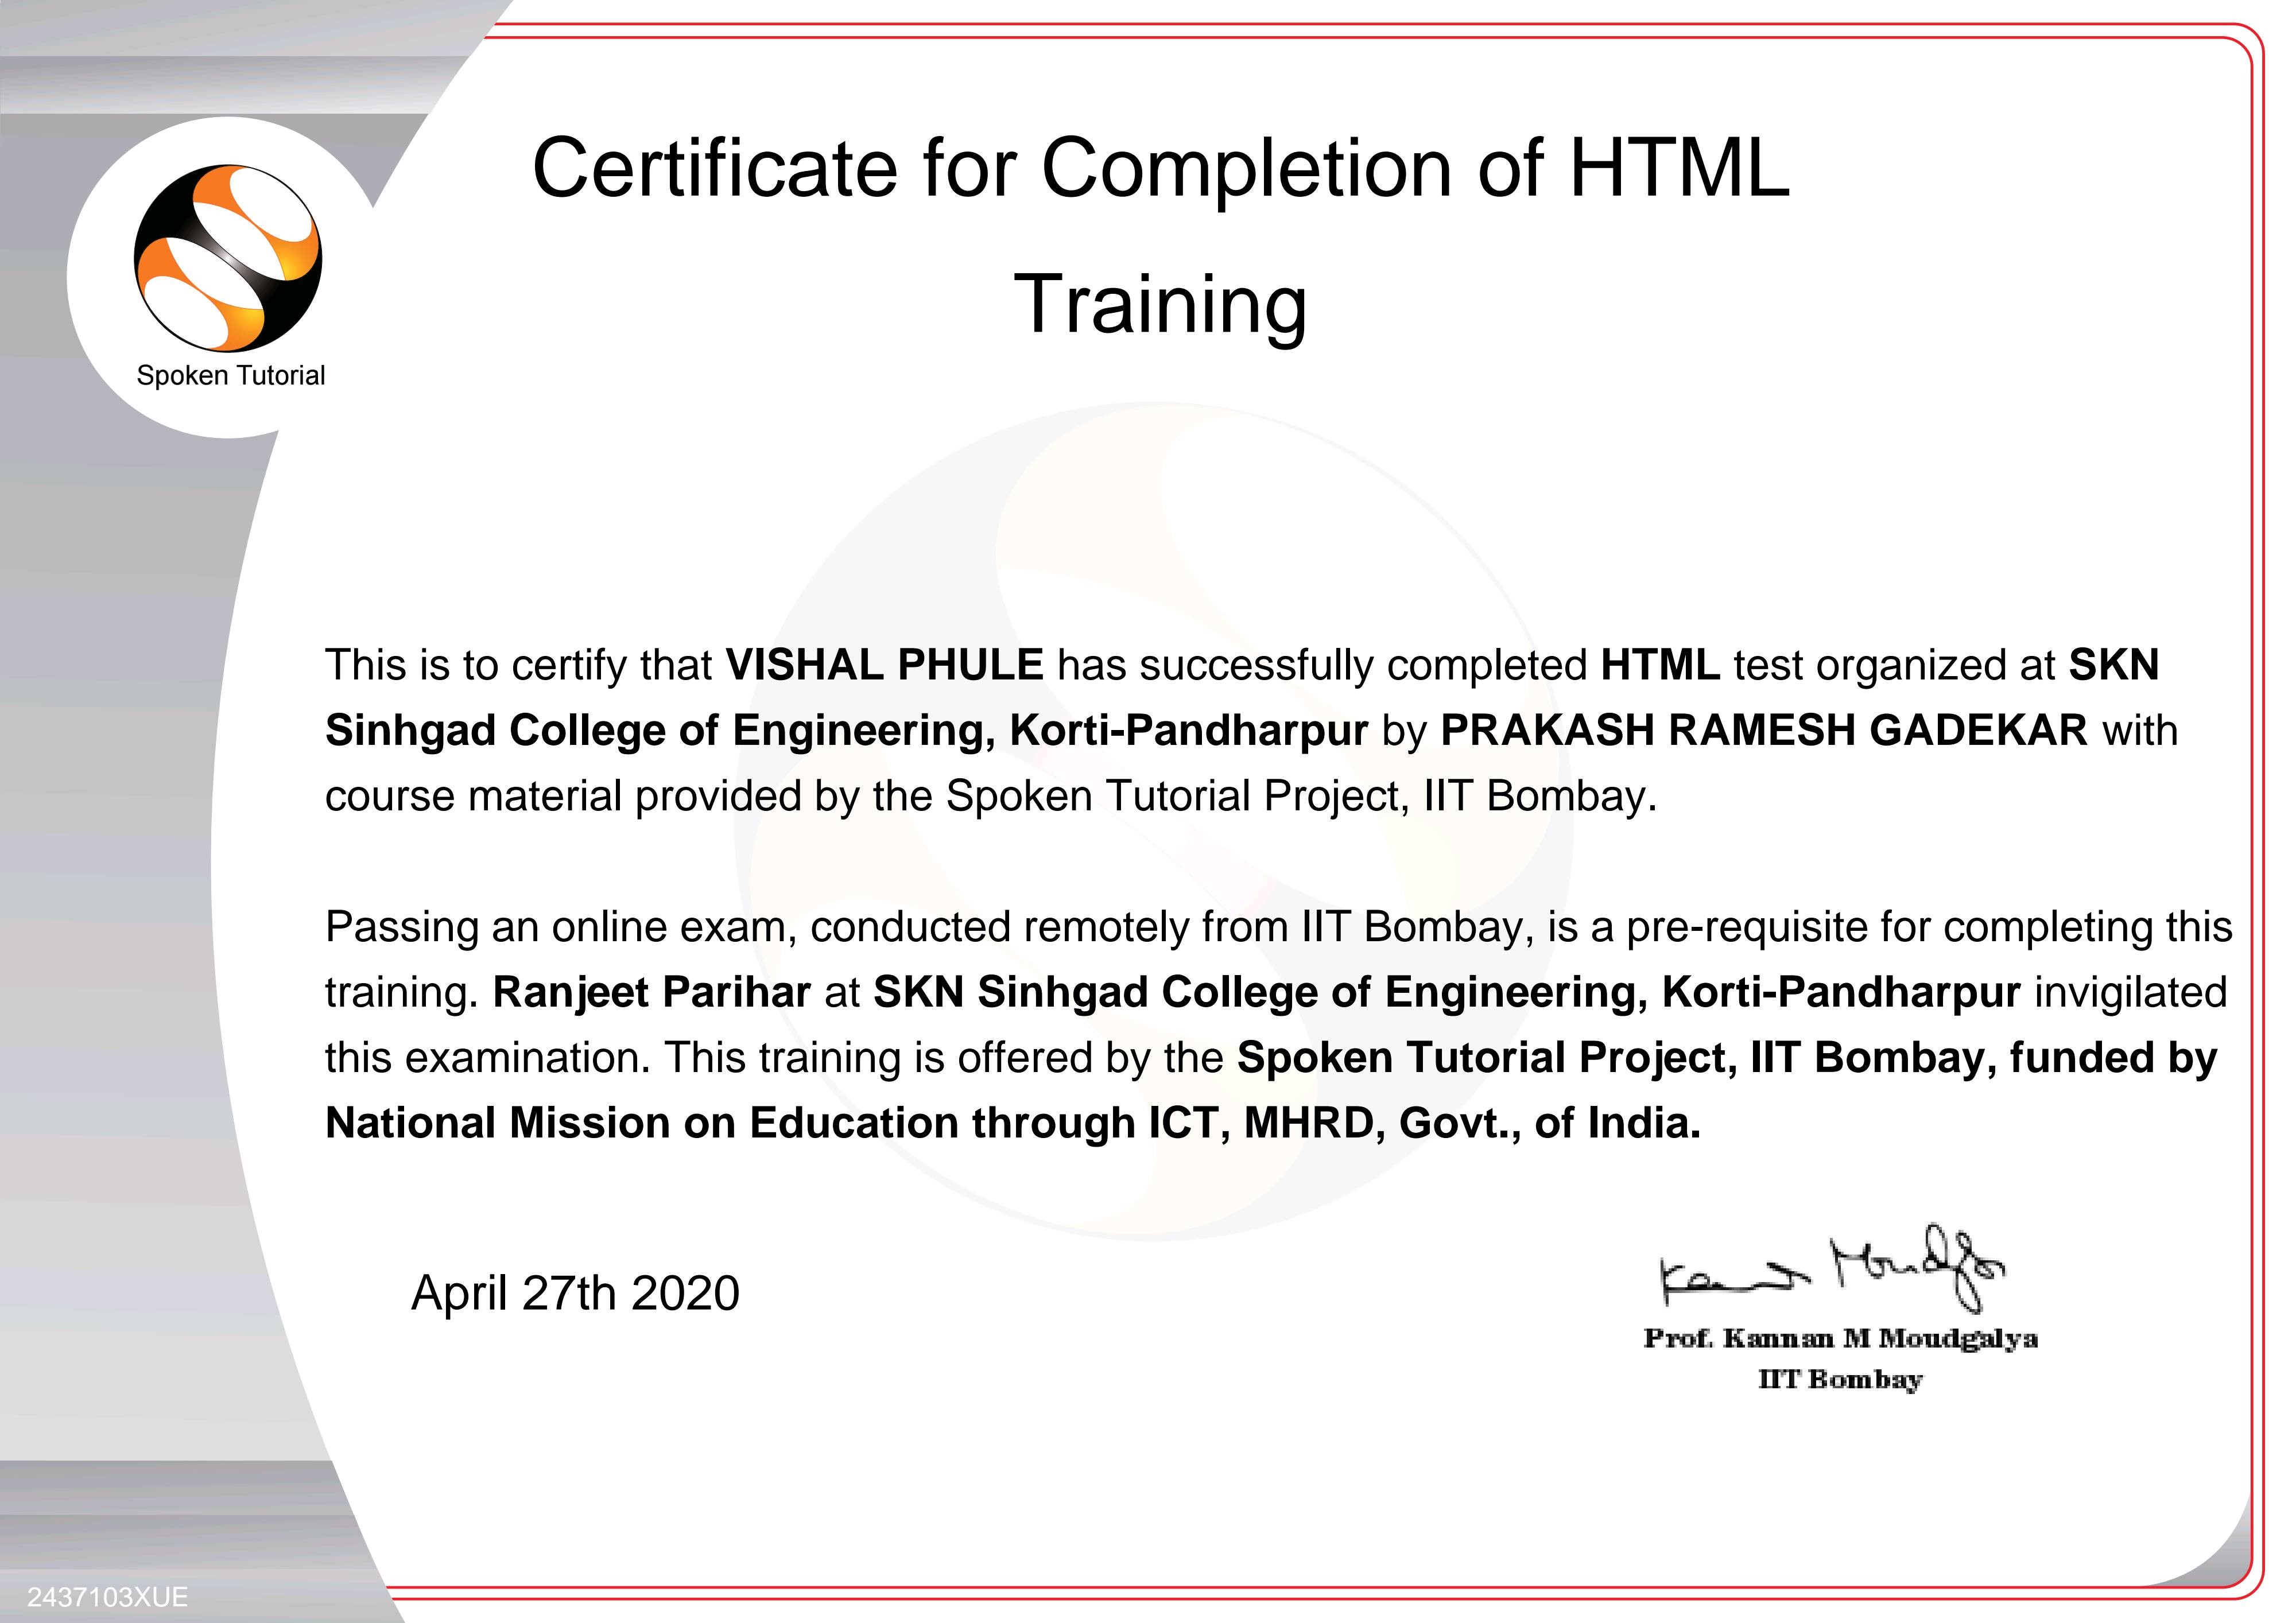 Certificate for Completion of HTML
Training
Spoken Tutorial
This is to certify that VISHAL PHULE has successfully completed HTML test organized at SKN
Sinhgad College of Engineering, Korti-Pandharpur by PRAKASH RAMESH GADEKAR with
course material provided by the Spoken Tutorial Project, IIT Bombay.
Passing an online exam, conducted remotely from IIT Bombay, is a pre-requisite for completing this
training. Ranjeet Parihar at SKN Sinhgad College of Engineering, Korti-Pandharpur invigilated
this examination. This training is offered by the Spoken Tutorial Project, IIT Bombay, funded by
National Mission on Education through ICT, MHRD, Govt., of India.
April 27th 2020
Prof. Kannan M Moudgalya
IIT Bombay
2437103XUE